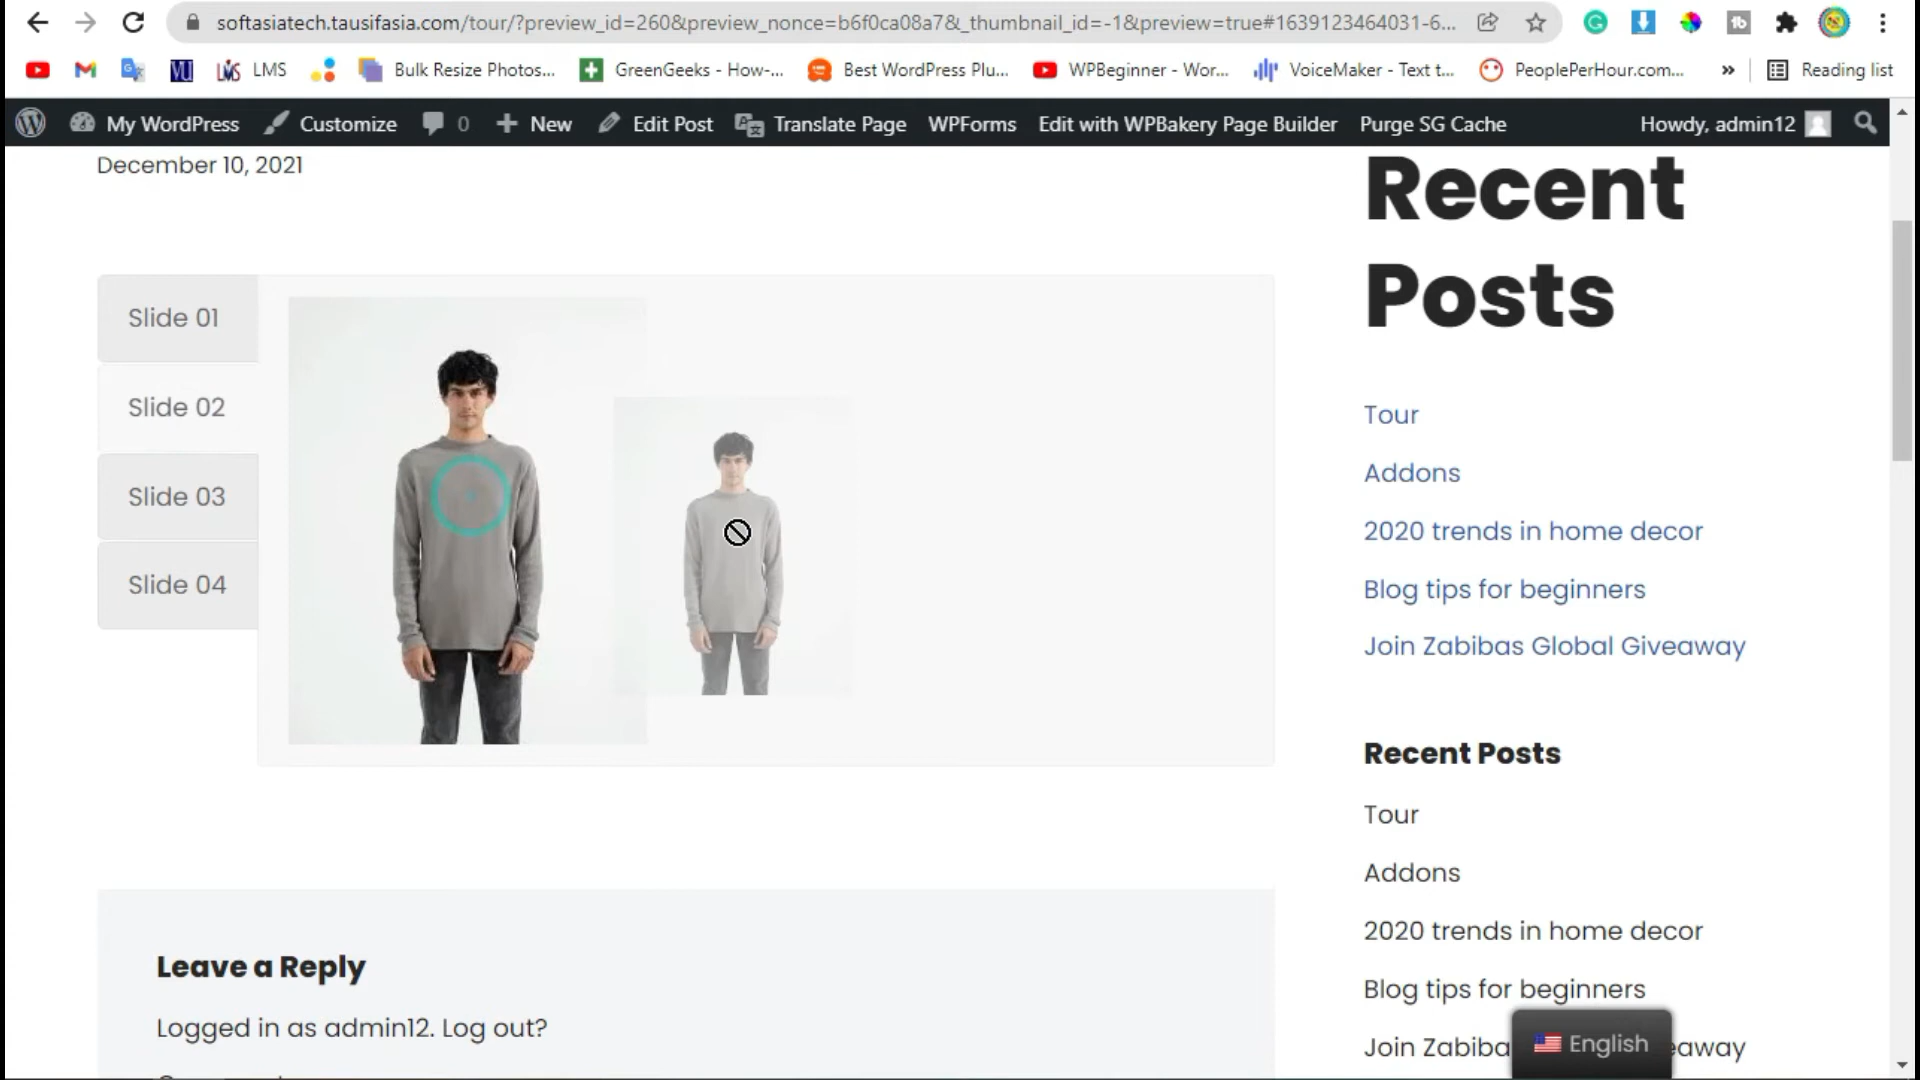 softasiatech.tausifasia.com/tour/?preview_id=260&preview_nonce=b6f0ca08a7&_thumbnail_id=-1&preview=true#1639123464031-6...
LMS
Bulk Resize Photos...
GreenGeeks - How-...
Best WordPress Plu...
WPBeginner - Wor...
VoiceMaker - Text t...
PeoplePerHour.com...
Reading list
My WordPress
Customize
0
New
Edit Post
Translate Page
WPForms
Edit with WPBakery Page Builder
Purge SG Cache
Howdy, admin12
December 10, 2021
Slide 01
Slide 02
Slide 03
Slide 04
Leave a Reply
Logged in as admin12. Log out?
Recent
Posts
Tour
Addons
2020 trends in home decor
Blog tips for beginners
Join Zabibas Global Giveaway
Recent Posts
Tour
Addons
2020 trends in home decor
Blog tips for beginners
Join Zabiba
eaway
English